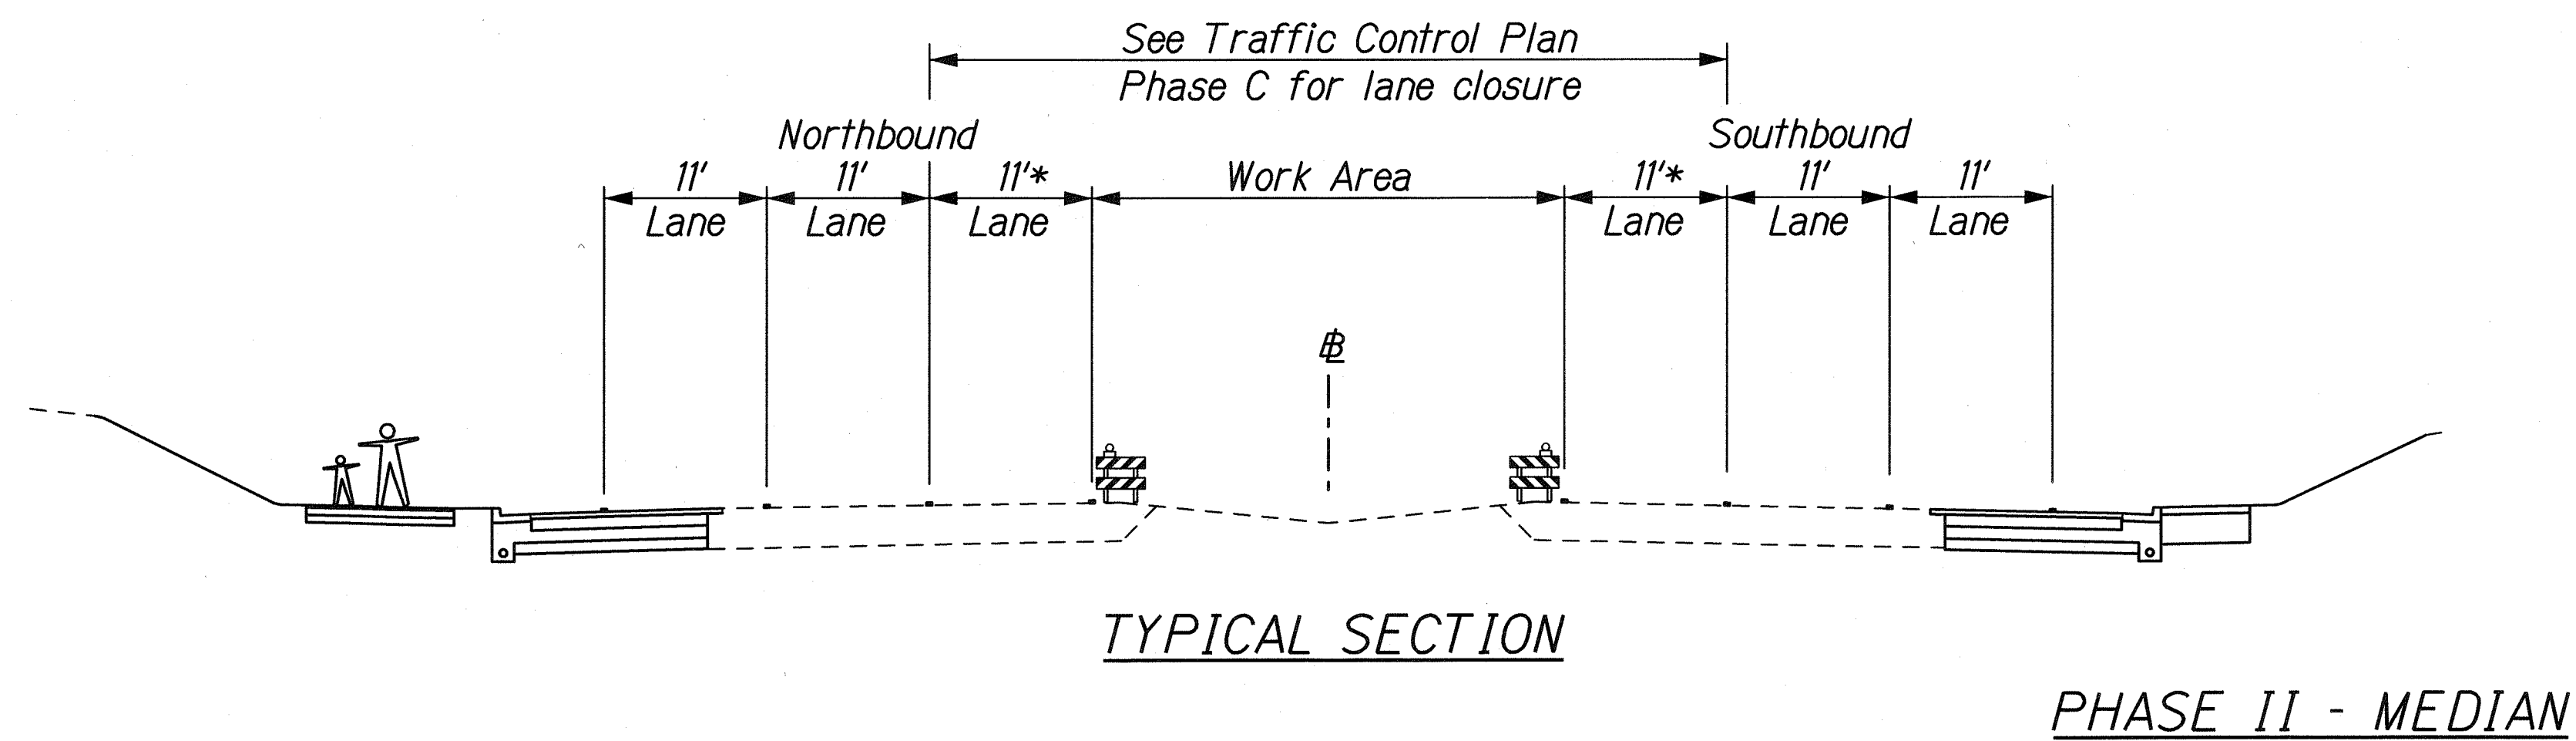 See Traffic Control Plan
Phase C for lane closure
Northbound
Southbound
11' 11' 11'* Work Area 11'* 11' 11'
Lane Lane Lane Lane Lane Lane
BL
TYPICAL SECTION
PHASE II - MEDIAN